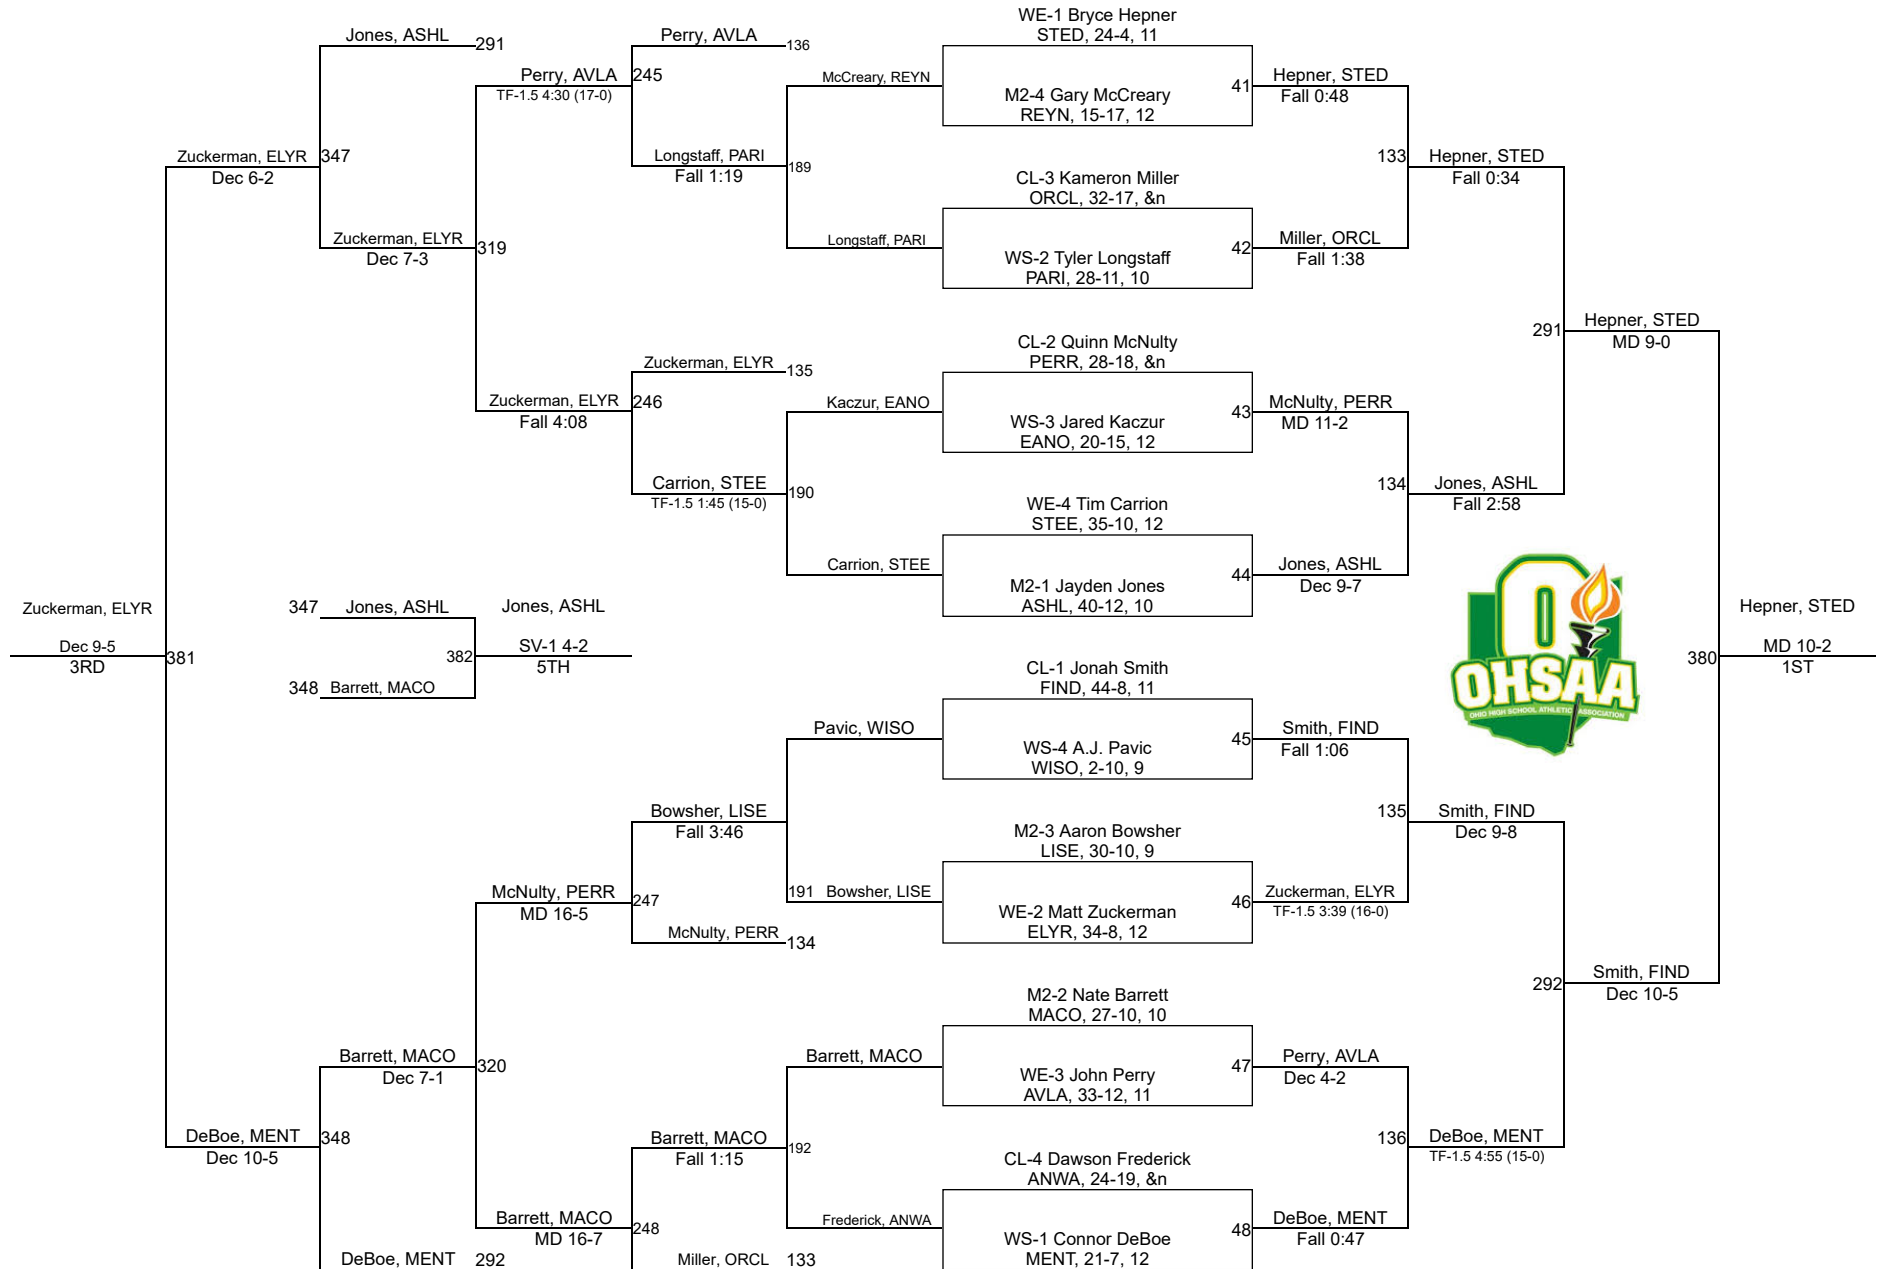 WE-1 Bryce Hepner
STED, 24-4, 11
Jones, ASHL
291
Perry, AVLA
136
Perry, AVLA
245
TF-1.5 4:30 (17-0)
McCreary, REYN
M2-4 Gary McCreary
REYN, 15-17, 12
41
Hepner, STED
Fall 0:48
Zuckerman, ELYR
347
Dec 6-2
Longstaff, PARI
189
Fall 1:19
133
Hepner, STED
Fall 0:34
CL-3 Kameron Miller
ORCL, 32-17, &n
Zuckerman, ELYR
319
Dec 7-3
Longstaff, PARI
WS-2 Tyler Longstaff
PARI, 28-11, 10
42
Miller, ORCL
Fall 1:38
291
Hepner, STED
MD 9-0
CL-2 Quinn McNulty
PERR, 28-18, &n
Zuckerman, ELYR
135
Zuckerman, ELYR
246
Fall 4:08
Kaczur, EANO
WS-3 Jared Kaczur
EANO, 20-15, 12
43
McNulty, PERR
MD 11-2
Carrion, STEE
190
TF-1.5 1:45 (15-0)
134
Jones, ASHL
Fall 2:58
WE-4 Tim Carrion
STEE, 35-10, 12
Carrion, STEE
M2-1 Jayden Jones
ASHL, 40-12, 10
44
Jones, ASHL
Dec 9-7
Zuckerman, ELYR
Dec 9-5
3RD
381
347
Jones, ASHL
348
Barrett, MACO
382
Jones, ASHL
SV-1 4-2
5TH
O
OHSAA
OHIO HIGH SCHOOL ATHLETIC ASSOCIATION
Hepner, STED
380
MD 10-2
1ST
CL-1 Jonah Smith
FIND, 44-8, 11
Pavic, WISO
WS-4 A.J. Pavic
WISO, 2-10, 9
45
Smith, FIND
Fall 1:06
Bowsher, LISE
Fall 3:46
135
Smith, FIND
Dec 9-8
M2-3 Aaron Bowsher
LISE, 30-10, 9
McNulty, PERR
247
MD 16-5
191
Bowsher, LISE
WE-2 Matt Zuckerman
ELYR, 34-8, 12
46
Zuckerman, ELYR
TF-1.5 3:39 (16-0)
McNulty, PERR
134
292
Smith, FIND
Dec 10-5
M2-2 Nate Barrett
MACO, 27-10, 10
Barrett, MACO
320
Dec 7-1
Barrett, MACO
WE-3 John Perry
AVLA, 33-12, 11
47
Perry, AVLA
Dec 4-2
DeBoe, MENT
348
Dec 10-5
Barrett, MACO
192
Fall 1:15
136
DeBoe, MENT
TF-1.5 4:55 (15-0)
CL-4 Dawson Frederick
ANWA, 24-19, &n
Barrett, MACO
248
MD 16-7
Frederick, ANWA
WS-1 Connor DeBoe
MENT, 21-7, 12
48
DeBoe, MENT
Fall 0:47
DeBoe, MENT
292
Miller, ORCL
133